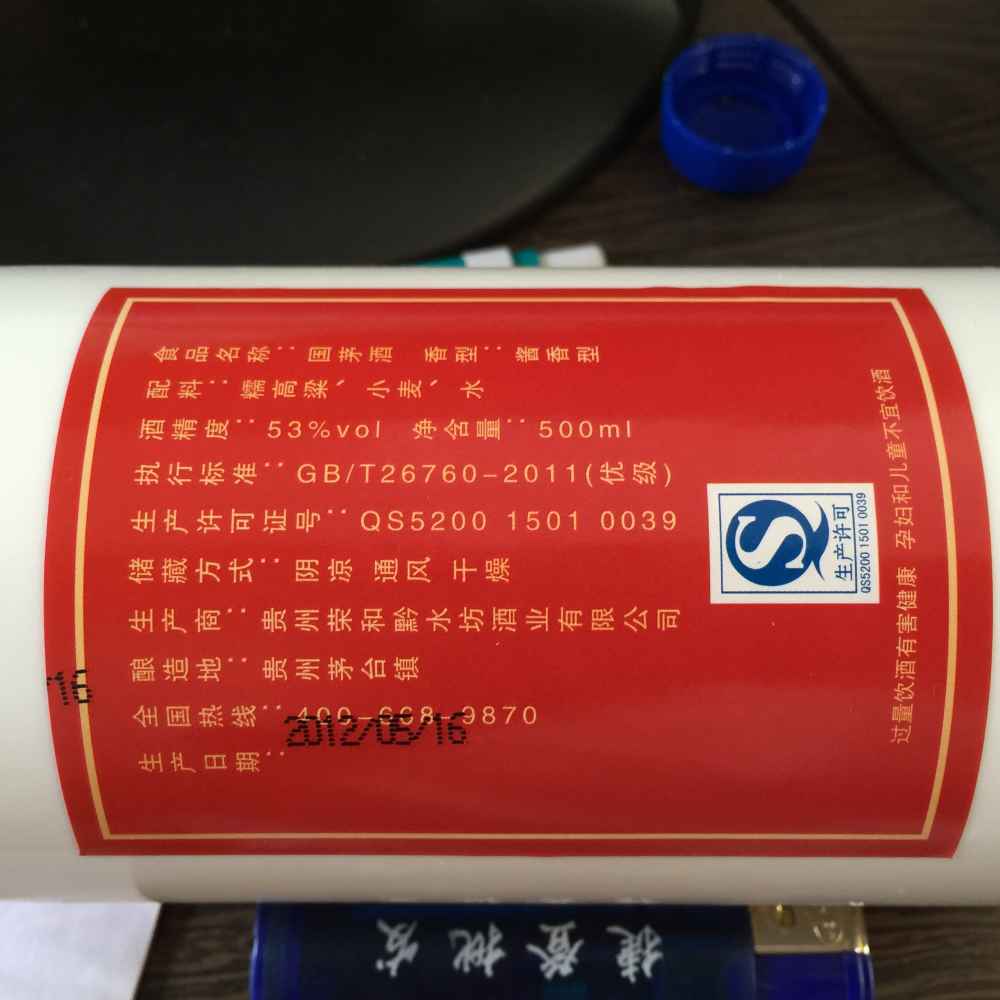 食品名称：国茅酒 香型：酱香型
配料：糯高粱、小麦、水
酒精度：53%vol 净含量：500ml
执行标准：GB/T26760-2011(优级)
生产许可证号：QS5200 1501 0039
储藏方式：阴凉 通风 干燥
生产商：贵州荣和黔水坊酒业有限公司
酿造地：贵州茅台镇
全国热线：400-668-9870
生产日期：
2012/05/16
生产许可
QS5200 1501 0039
过量饮酒有害健康 孕妇和儿童不宜饮酒
捷登批发